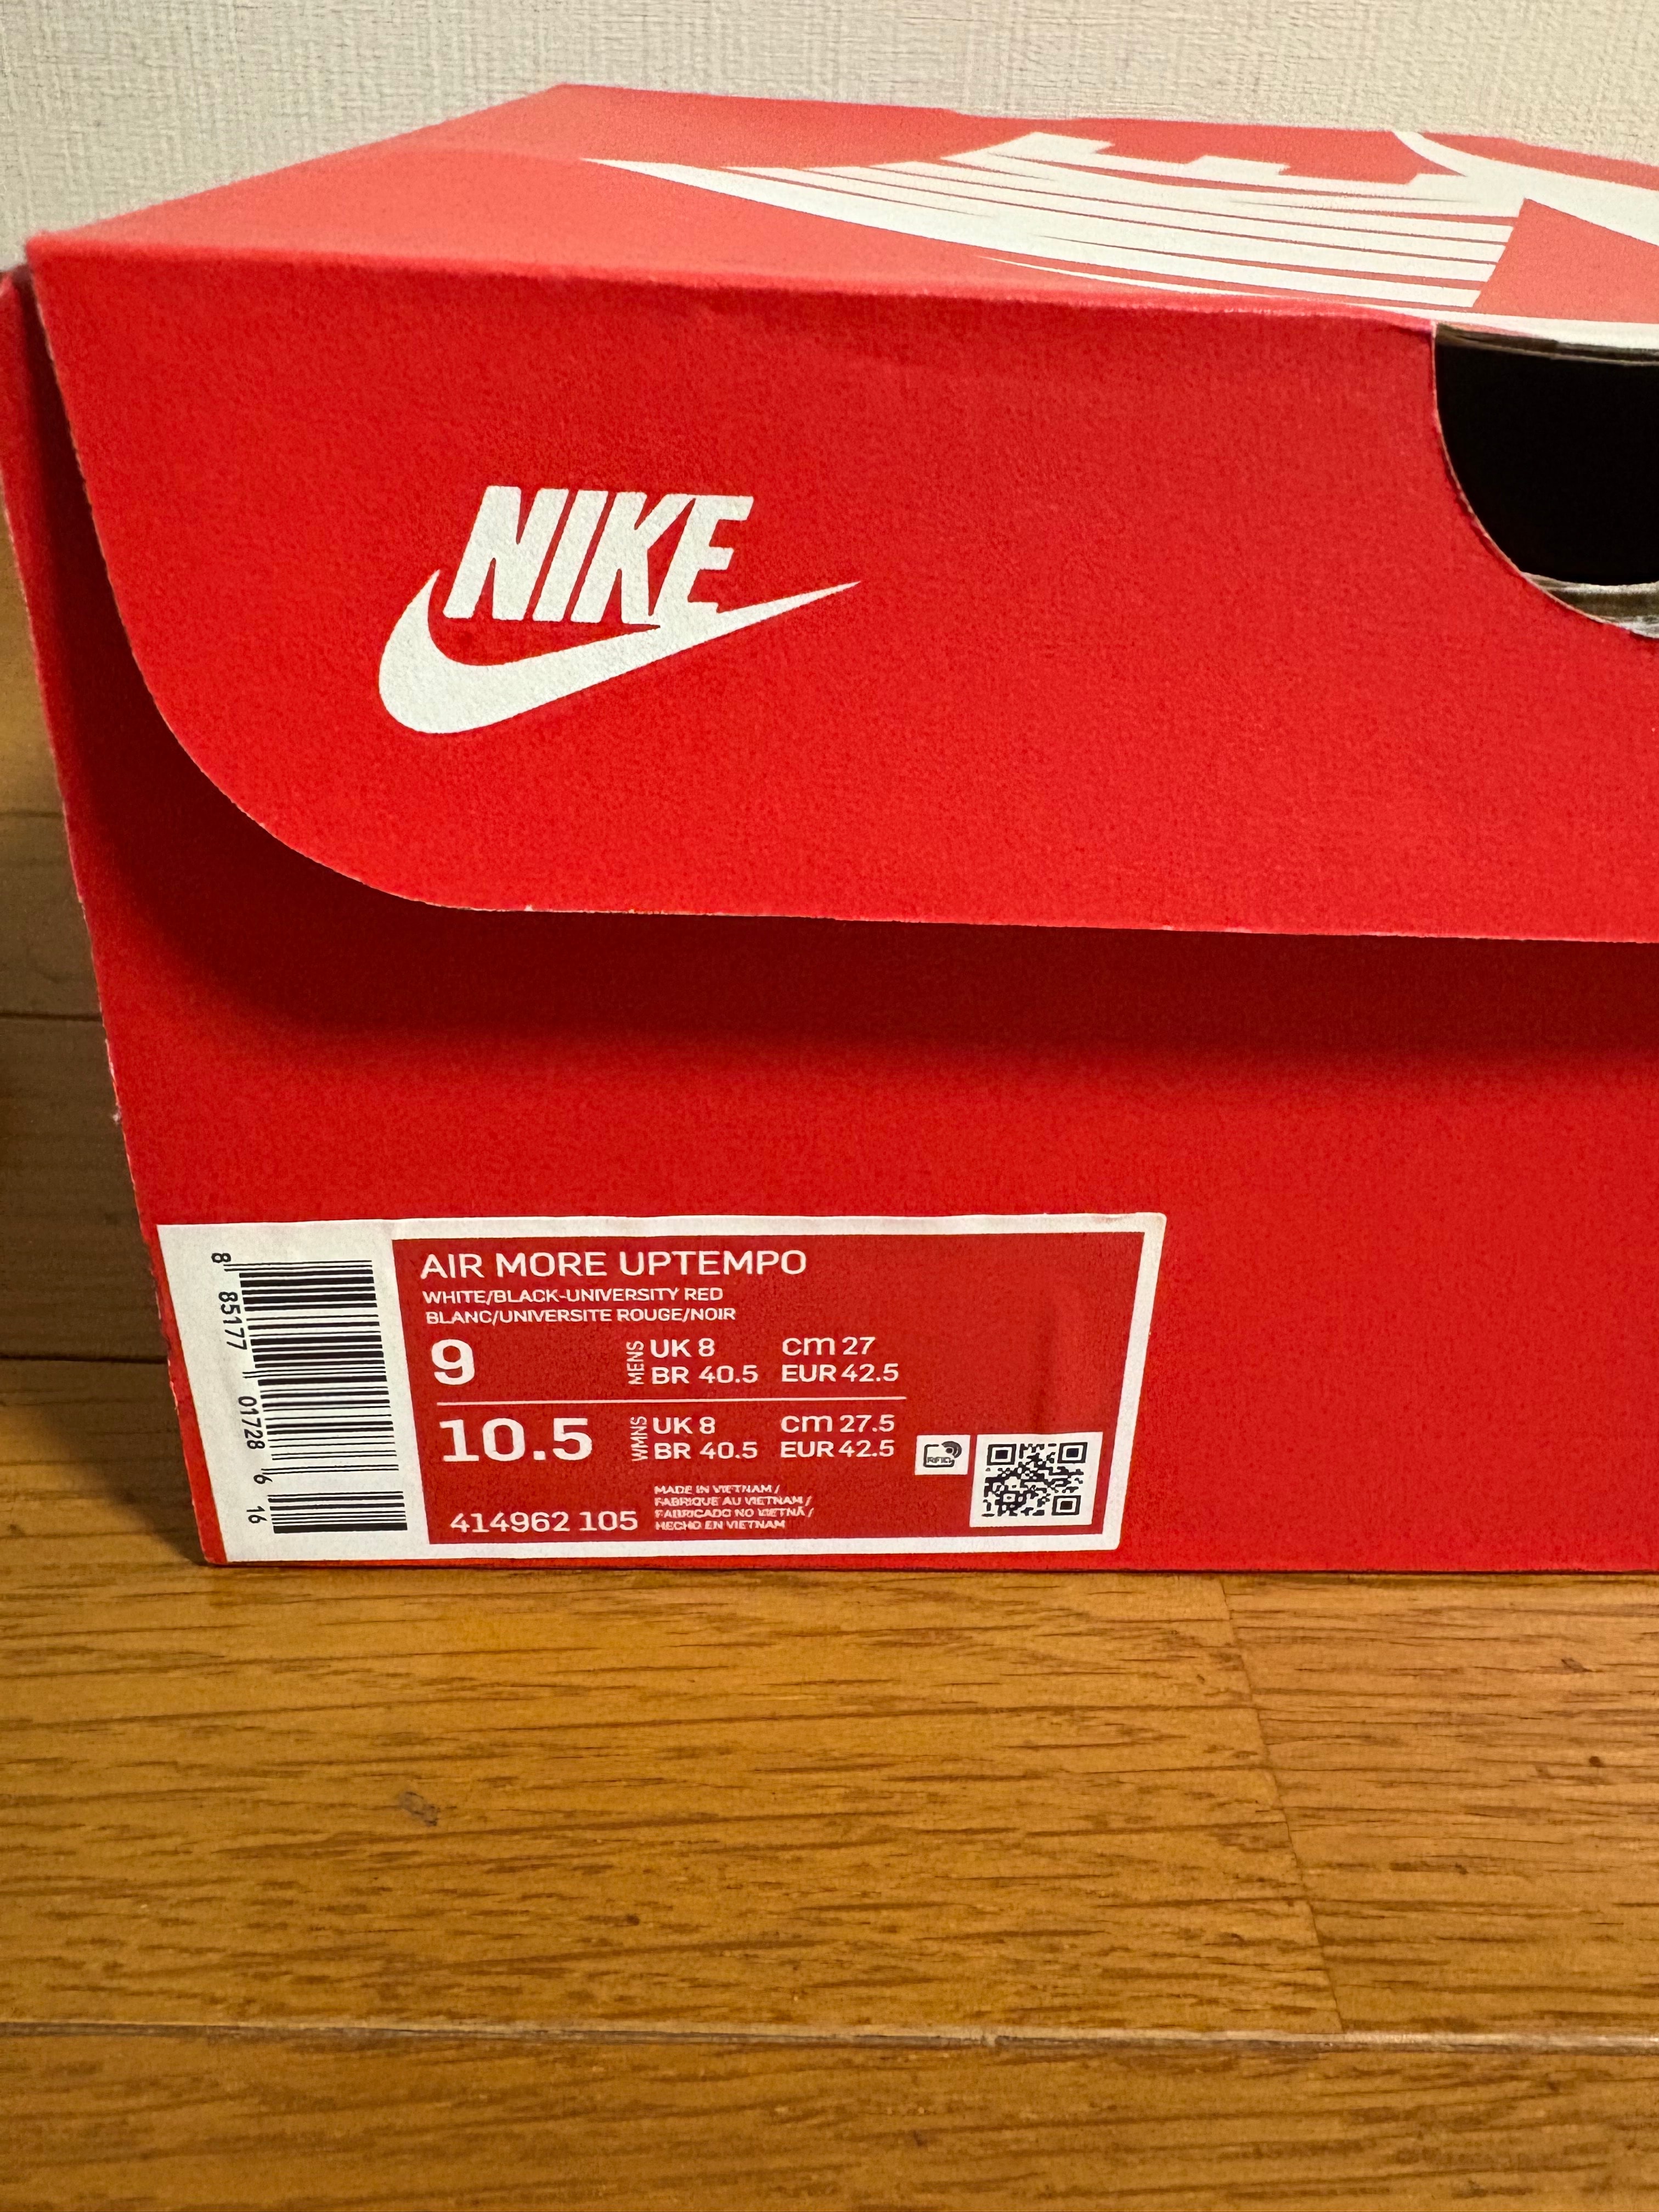 NIKE
AIR MORE UPTEMPO
WHITE/BLACK-UNIVERSITY RED
BLANC/UNIVERSITE ROUGE/NOIR
9 MENS UK 8 cm 27
BR 40.5 EUR 42.5
10.5 WMNS UK 8 cm 27.5
BR 40.5 EUR 42.5
414962 105
MADE IN VIETNAM /
FABRIQUE AU VIETNAM /
FABRICADO NO VIETNÃ /
HECHO EN VIETNAM
RFID
8 85177 01728 6 16